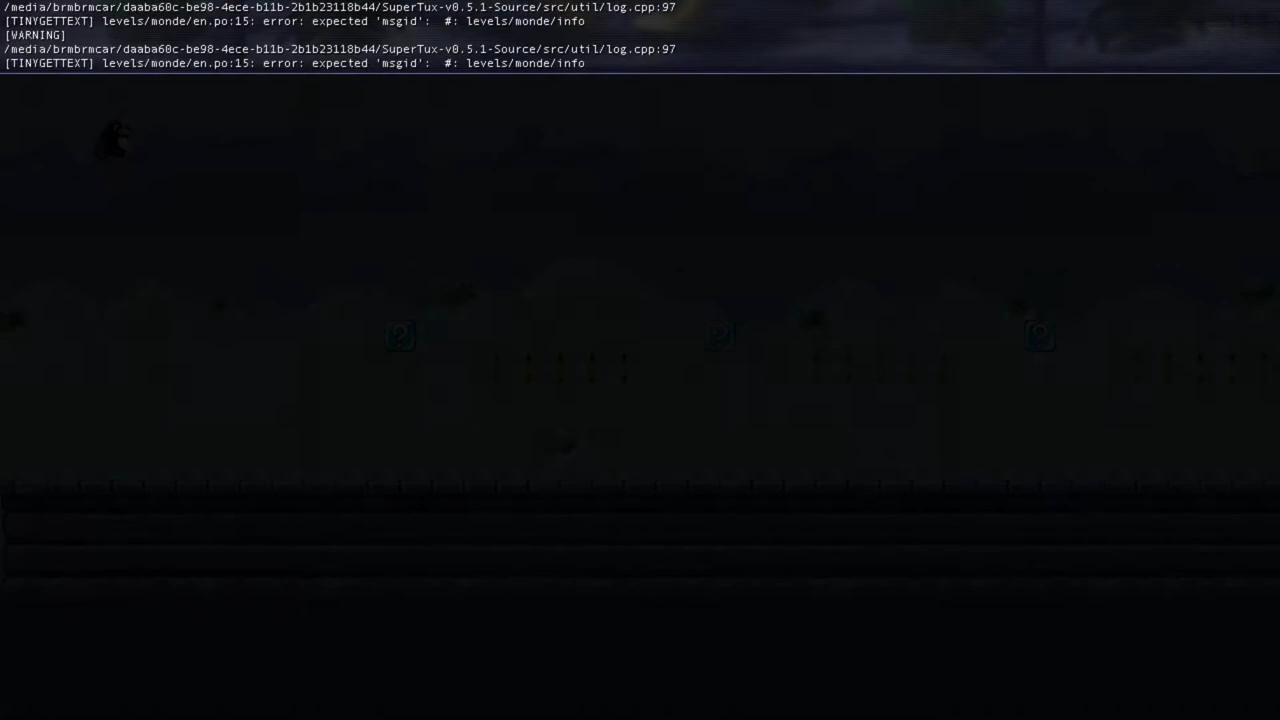 /media/brmbrmcar/daaba60c-be98-4ece-b11b-2b1b23118b44/SuperTux-v0.5.1-Source/src/util/log.cpp:97
[TINYGETTEXT] levels/monde/en.po:15: error: expected 'msgid':  #: levels/monde/info
[WARNING]
/media/brmbrmcar/daaba60c-be98-4ece-b11b-2b1b23118b44/SuperTux-v0.5.1-Source/src/util/log.cpp:97
[TINYGETTEXT] levels/monde/en.po:15: error: expected 'msgid':  #: levels/monde/info
? ? ?